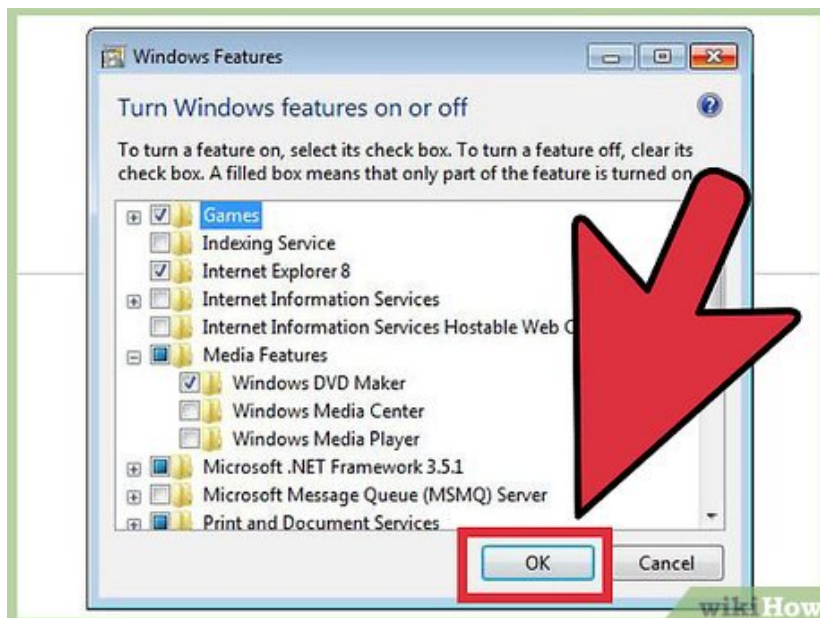 Windows Features
Turn Windows features on or off
To turn a feature on, select its check box. To turn a feature off, clear its
check box. A filled box means that only part of the feature is turned on
Games
Indexing Service
Internet Explorer 8
Internet Information Services
Internet Information Services Hostable Web
Media Features
Windows DVD Maker
Windows Media Center
Windows Media Player
Microsoft .NET Framework 3.5.1
Microsoft Message Queue (MSMQ) Server
Print and Document Services
OK
Cancel
wikiHow